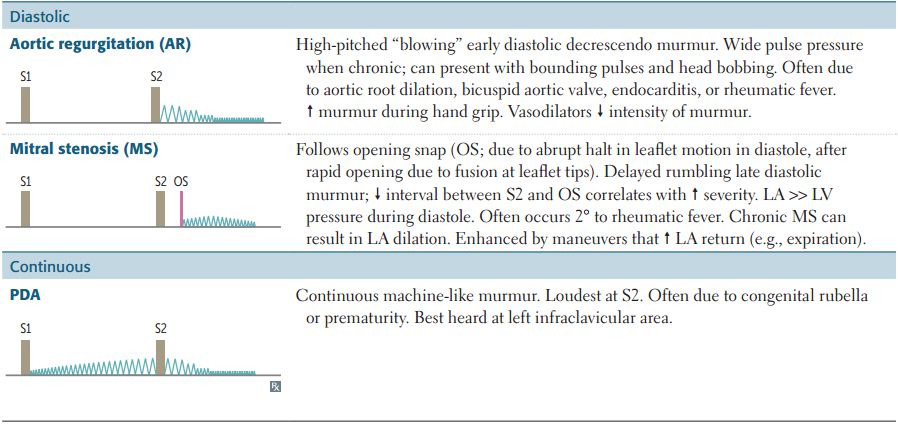 Diastolic
Aortic regurgitation (AR)
S1 S2
High-pitched “blowing” early diastolic decrescendo murmur. Wide pulse pressure
when chronic; can present with bounding pulses and head bobbing. Often due
to aortic root dilation, bicuspid aortic valve, endocarditis, or rheumatic fever.
↑ murmur during hand grip. Vasodilators ↓ intensity of murmur.
Mitral stenosis (MS)
S1 S2 OS
Follows opening snap (OS; due to abrupt halt in leaflet motion in diastole, after
rapid opening due to fusion at leaflet tips). Delayed rumbling late diastolic
murmur; ↓ interval between S2 and OS correlates with ↑ severity. LA >> LV
pressure during diastole. Often occurs 2° to rheumatic fever. Chronic MS can
result in LA dilation. Enhanced by maneuvers that ↑ LA return (e.g., expiration).
Continuous
PDA
S1 S2
Continuous machine-like murmur. Loudest at S2. Often due to congenital rubella
or prematurity. Best heard at left infraclavicular area.
℞